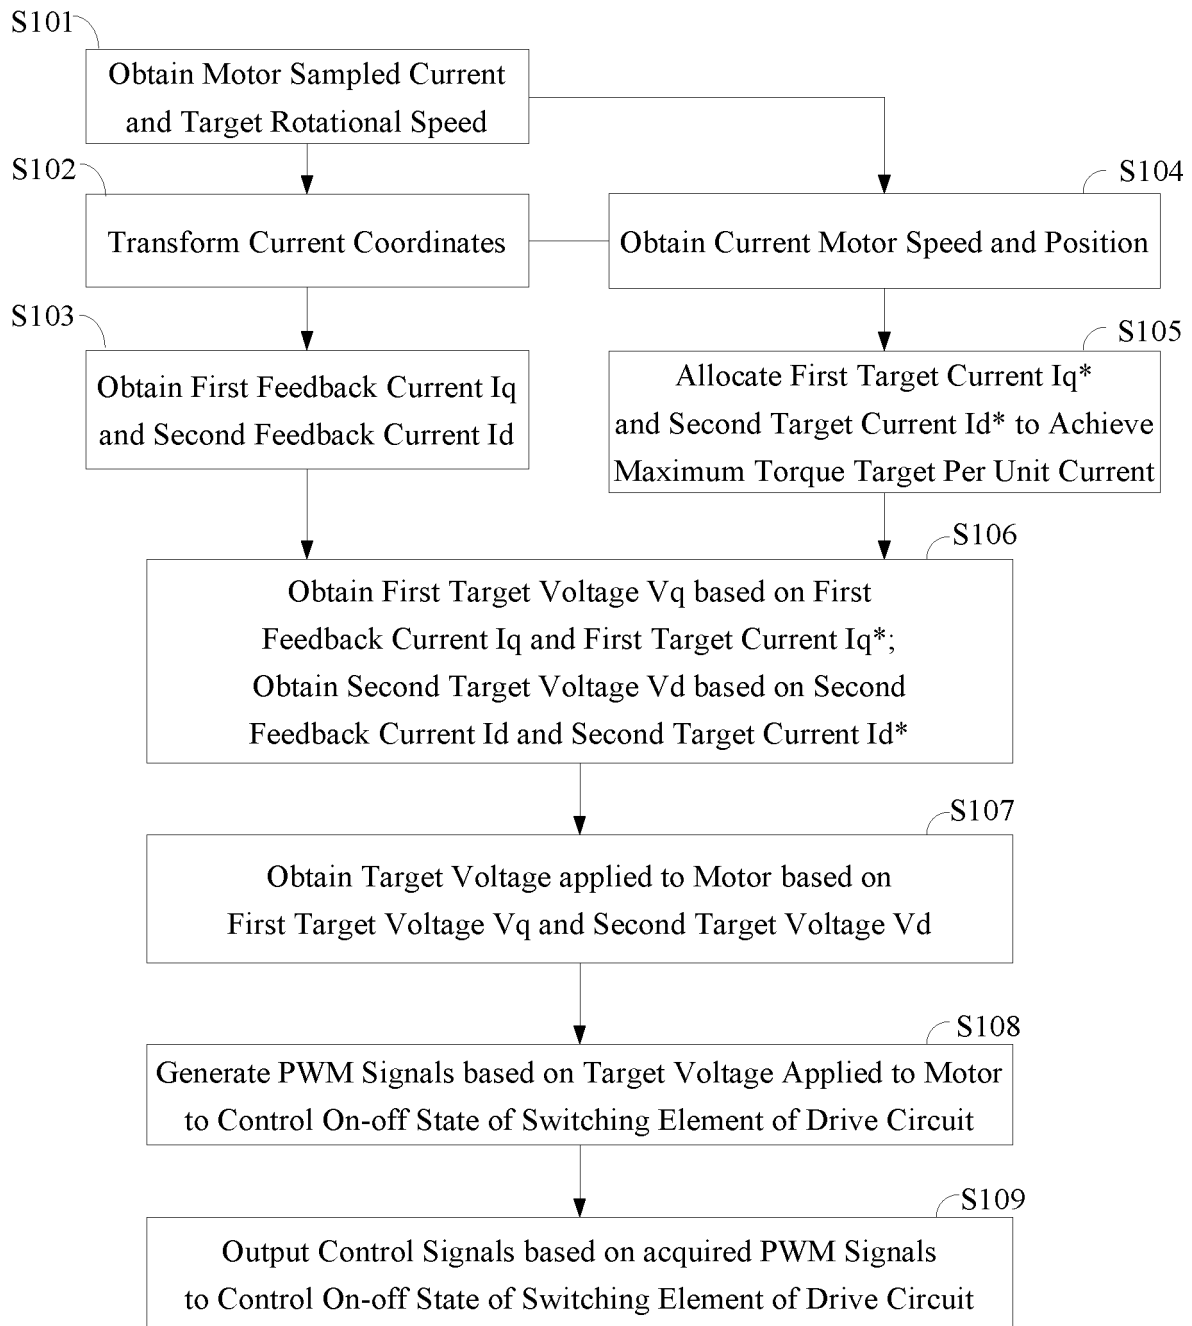 S101
Obtain Motor Sampled Current
and Target Rotational Speed
S102
Transform Current Coordinates
S104
Obtain Current Motor Speed and Position
S103
Obtain First Feedback Current Iq
and Second Feedback Current Id
S105
Allocate First Target Current Iq*
and Second Target Current Id* to Achieve
Maximum Torque Target Per Unit Current
S106
Obtain First Target Voltage Vq based on First
Feedback Current Iq and First Target Current Iq*;
Obtain Second Target Voltage Vd based on Second
Feedback Current Id and Second Target Current Id*
S107
Obtain Target Voltage applied to Motor based on
First Target Voltage Vq and Second Target Voltage Vd
S108
Generate PWM Signals based on Target Voltage Applied to Motor
to Control On-off State of Switching Element of Drive Circuit
S109
Output Control Signals based on acquired PWM Signals
to Control On-off State of Switching Element of Drive Circuit